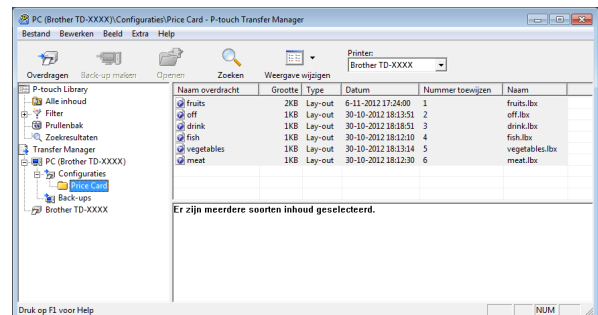 PC (Brother TD-XXXX)\Configuraties\Price Card - P-touch Transfer Manager
Bestand Bewerken Beeld Extra Help
Overdragen Back-up maken Openen Zoeken Weergave wijzigen
Printer:
Brother TD-XXXX
P-touch Library
Alle inhoud
Filter
Prullenbak
Zoekresultaten
Transfer Manager
PC (Brother TD-XXXX)
Configuraties
Price Card
Back-ups
Brother TD-XXXX
Naam overdracht Grootte Type Datum Nummer toewijzen Naam
fruits 2KB Lay-out 6-11-2012 17:24:00 1 fruits.lbx
off 1KB Lay-out 30-10-2012 18:13:51 2 off.lbx
drink 1KB Lay-out 30-10-2012 18:18:51 3 drink.lbx
fish 1KB Lay-out 30-10-2012 18:12:10 4 fish.lbx
vegetables 1KB Lay-out 30-10-2012 18:13:14 5 vegetables.lbx
meat 1KB Lay-out 30-10-2012 18:12:30 6 meat.lbx
Er zijn meerdere soorten inhoud geselecteerd.
Druk op F1 voor Help
NUM